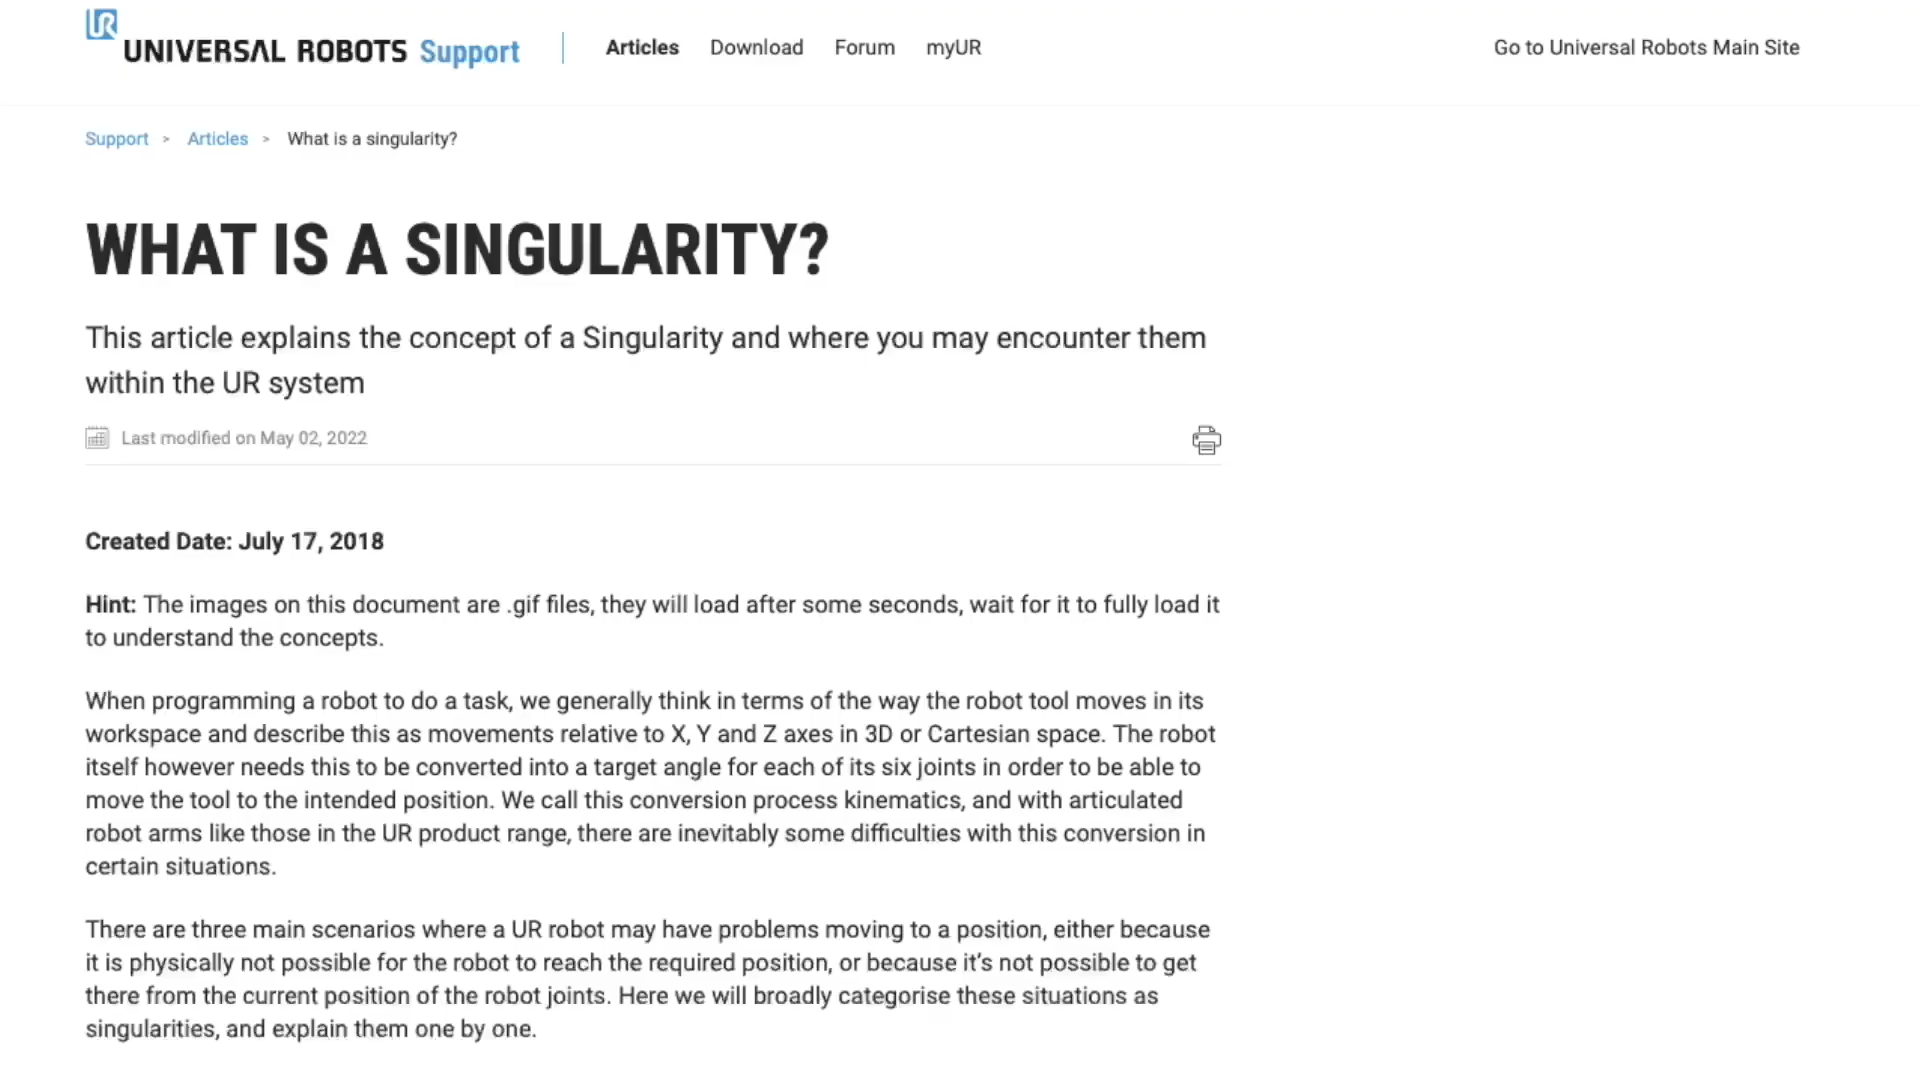 UR
UNIVERSAL ROBOTS Support
Articles Download Forum myUR
Go to Universal Robots Main Site
Support > Articles > What is a singularity?
WHAT IS A SINGULARITY?
This article explains the concept of a Singularity and where you may encounter them
within the UR system
Last modified on May 02, 2022
Created Date: July 17, 2018
Hint: The images on this document are .gif files, they will load after some seconds, wait for it to fully load it
to understand the concepts.
When programming a robot to do a task, we generally think in terms of the way the robot tool moves in its
workspace and describe this as movements relative to X, Y and Z axes in 3D or Cartesian space. The robot
itself however needs this to be converted into a target angle for each of its six joints in order to be able to
move the tool to the intended position. We call this conversion process kinematics, and with articulated
robot arms like those in the UR product range, there are inevitably some difficulties with this conversion in
certain situations.
There are three main scenarios where a UR robot may have problems moving to a position, either because
it is physically not possible for the robot to reach the required position, or because it’s not possible to get
there from the current position of the robot joints. Here we will broadly categorise these situations as
singularities, and explain them one by one.